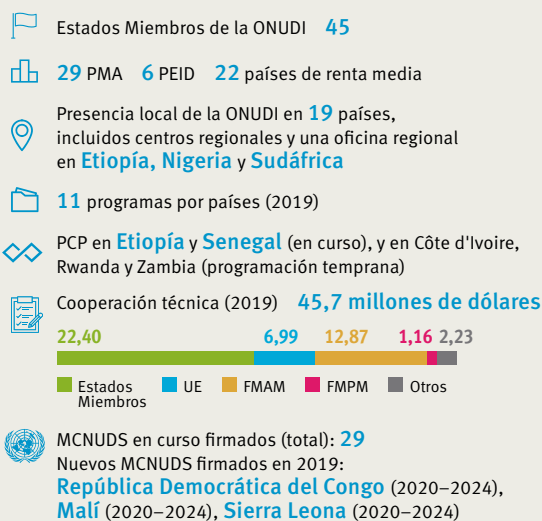 Estados Miembros de la ONUDI 45
29 PMA 6 PEID 22 países de renta media
Presencia local de la ONUDI en 19 países,
incluidos centros regionales y una oficina regional
en Etiopía, Nigeria y Sudáfrica
11 programas por países (2019)
PCP en Etiopía y Senegal (en curso), y en Côte d'Ivoire,
Rwanda y Zambia (programación temprana)
Cooperación técnica (2019) 45,7 millones de dólares
22,40 6,99 12,87 1,16 2,23
Estados Miembros UE FMAM FMPM Otros
MCNUDS en curso firmados (total): 29
Nuevos MCNUDS firmados en 2019:
República Democrática del Congo (2020–2024),
Malí (2020–2024), Sierra Leona (2020–2024)